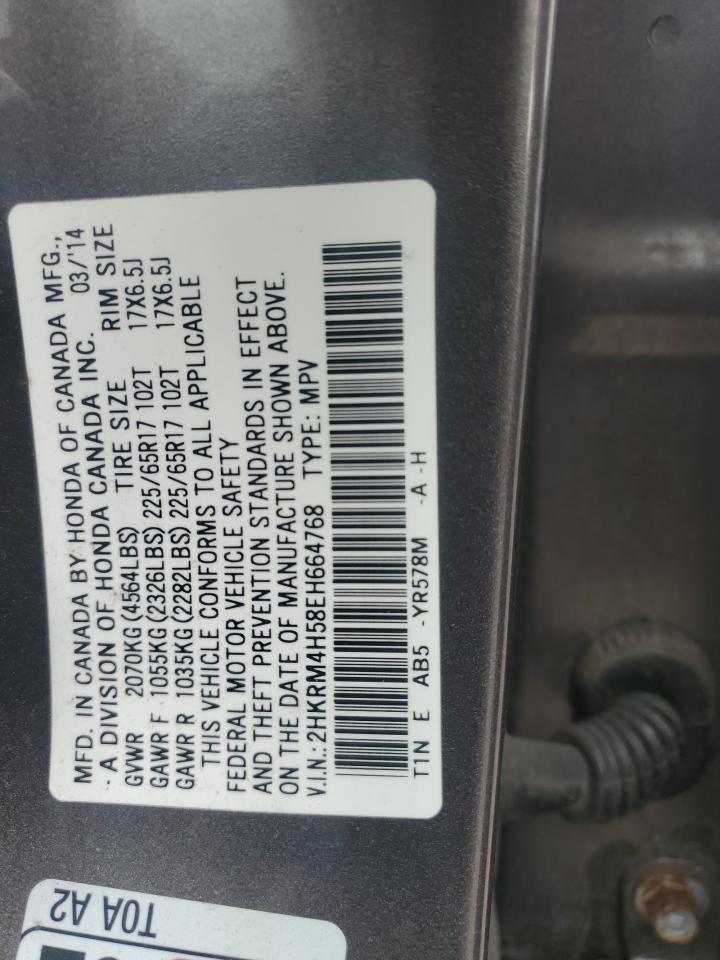 MFD. IN CANADA BY HONDA OF CANADA MFG.,
A DIVISION OF HONDA CANADA INC. 03/'14
GVWR 2070KG(4564LBS) TIRE SIZE RIM SIZE
GAWR F 1055KG(2326LBS) 225/65R17 102T 17X6.5J
GAWR R 1035KG(2282LBS) 225/65R17 102T 17X6.5J
THIS VEHICLE CONFORMS TO ALL APPLICABLE
FEDERAL MOTOR VEHICLE SAFETY
AND THEFT PREVENTION STANDARDS IN EFFECT
ON THE DATE OF MANUFACTURE SHOWN ABOVE.
V.I.N.:2HKRM4H58EH664768 TYPE: MPV
T1N E AB5 -YR578M -A -H
T0A A2